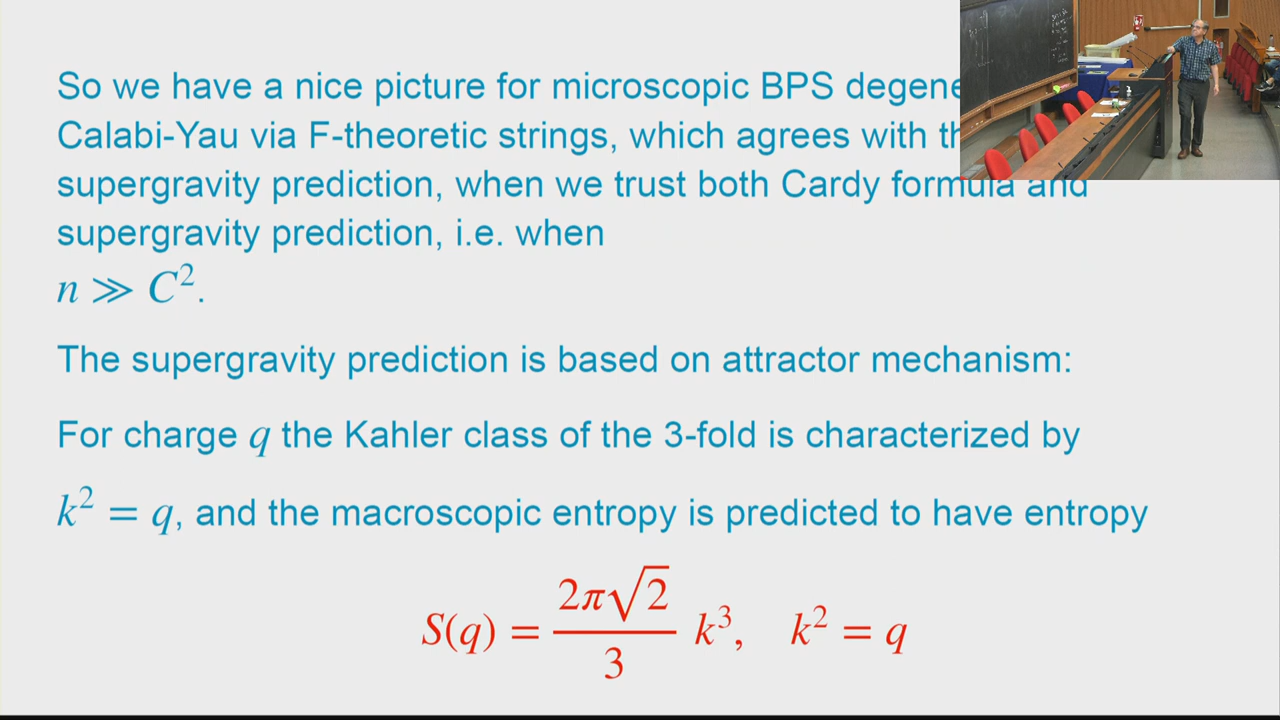 So we have a nice picture for microscopic BPS
Calabi-Yau via F-theoretic strings, which agrees with
supergravity prediction, when we trust both Cardy formula and
supergravity prediction, i.e. when
n ≫ C².
The supergravity prediction is based on attractor mechanism:
For charge q the Kahler class of the 3-fold is characterized by
k² = q, and the macroscopic entropy is predicted to have entropy
S(q) = 2π√2/3 k³, k² = q